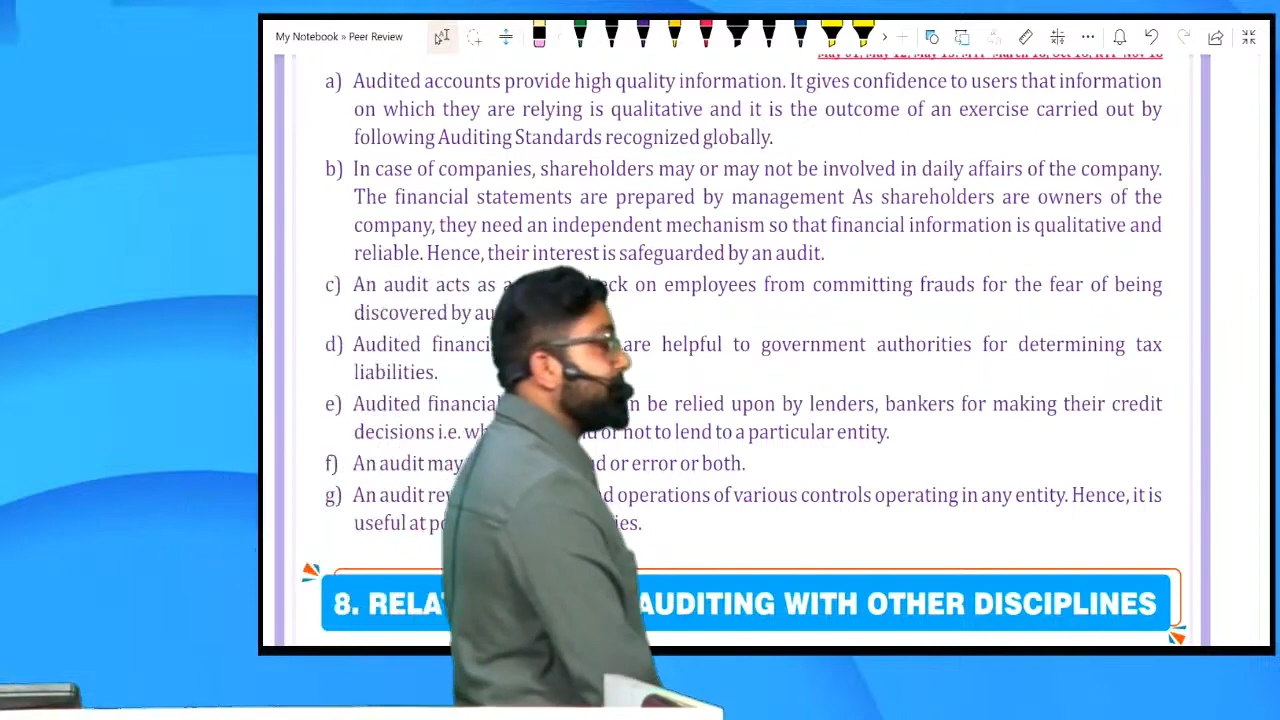 My Notebook » Peer Review
a) Audited accounts provide high quality information. It gives confidence to users that information
on which they are relying is qualitative and it is the outcome of an exercise carried out by
following Auditing Standards recognized globally.
b) In case of companies, shareholders may or may not be involved in daily affairs of the company.
The financial statements are prepared by management As shareholders are owners of the
company, they need an independent mechanism so that financial information is qualitative and
reliable. Hence, their interest is safeguarded by an audit.
c) An audit acts as on employees from committing frauds for the fear of being
discovered by
d) Audited are helpful to government authorities for determining tax
liabilities.
e) Audited financial be relied upon by lenders, bankers for making their credit
decisions i.e. or not to lend to a particular entity.
f) An audit may or error or both.
g) An audit operations of various controls operating in any entity. Hence, it is
useful at
8. AUDITING WITH OTHER DISCIPLINES